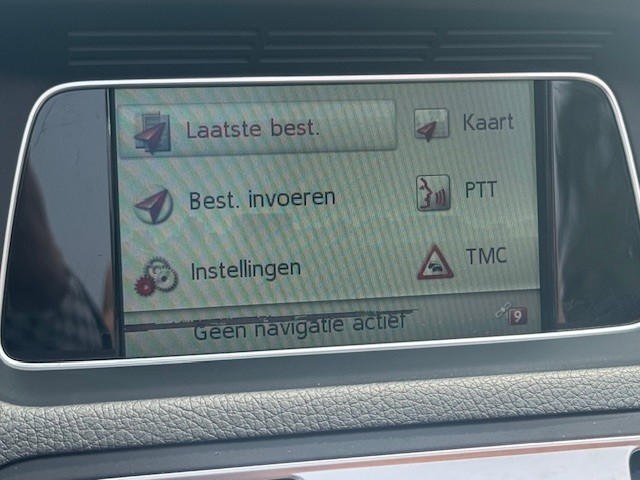 Laatste best.
Kaart
Best. invoeren
PTT
Instellingen
TMC
Geen navigatie actief
9